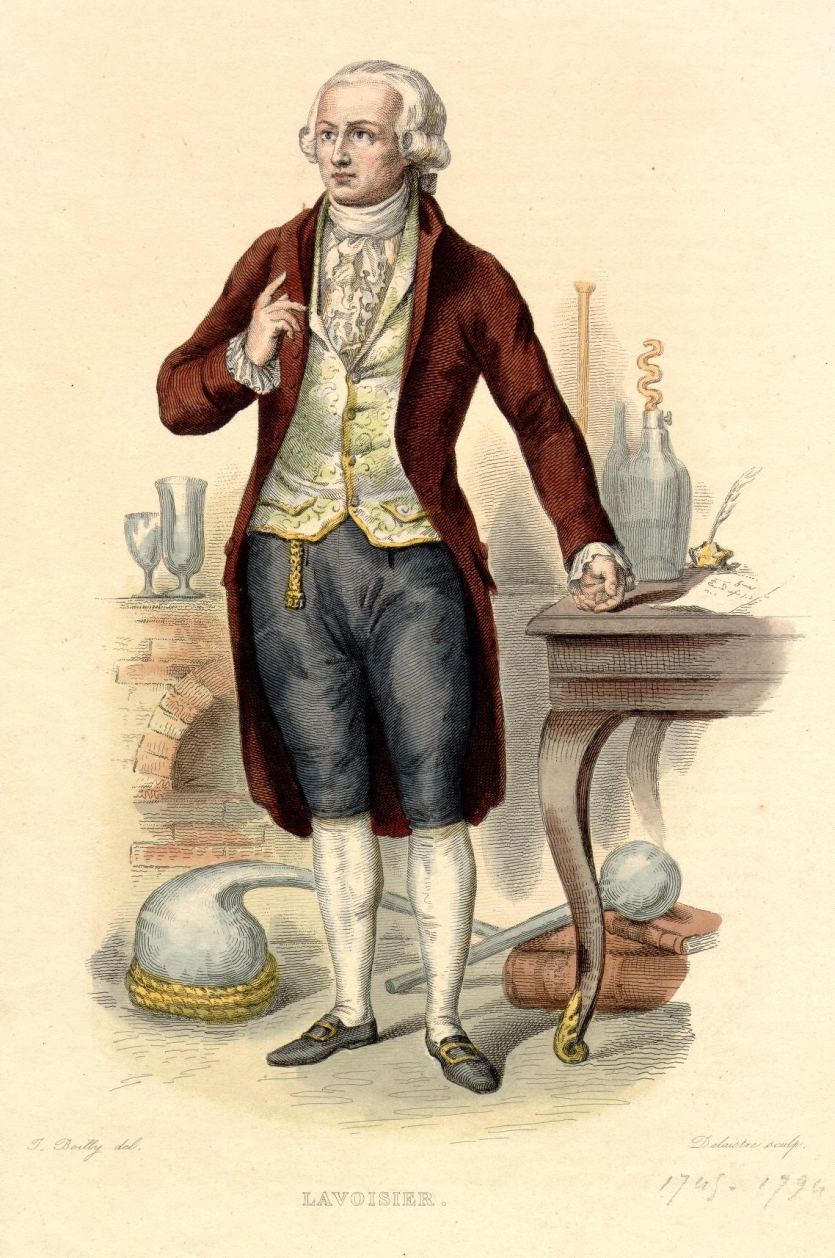 J. Boilly del.
Delaistre sculp.
LAVOISIER.
1745 - 1794